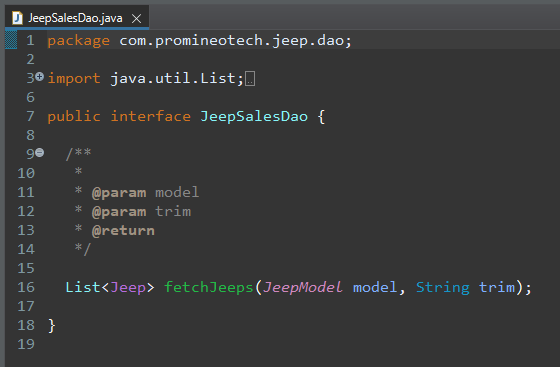 JeepSalesDao.java
1 package com.promineotech.jeep.dao;
2
3 import java.util.List;
6
7 public interface JeepSalesDao {
8
9 /**
10 *
11 * @param model
12 * @param trim
13 * @return
14 */
15
16 List<Jeep> fetchJeeps(JeepModel model, String trim);
17
18 }
19